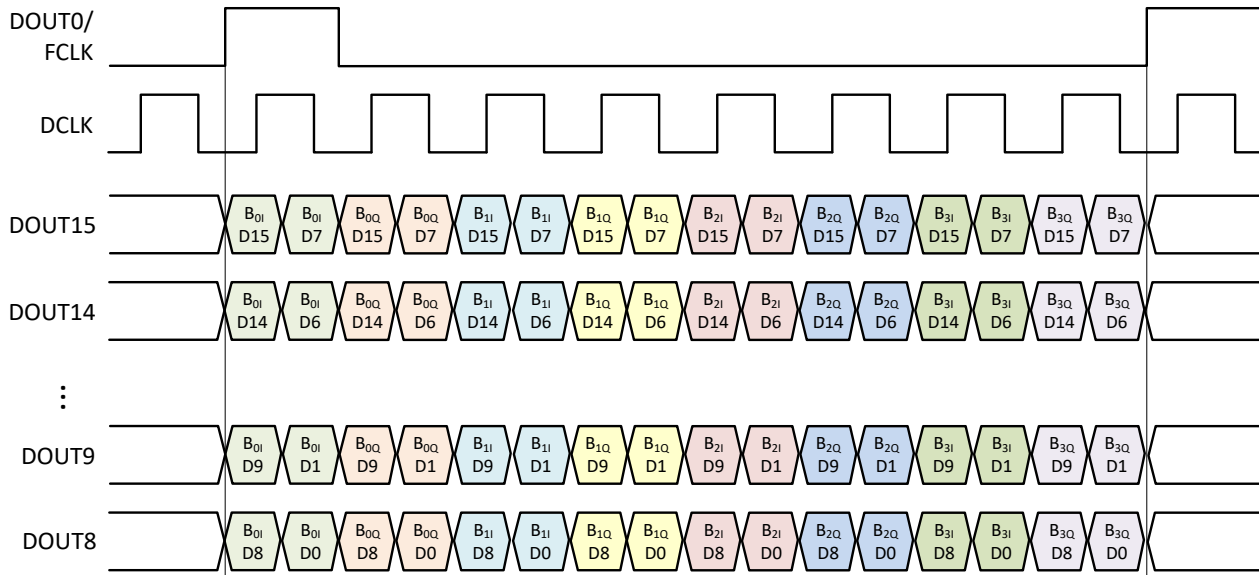 DOUT0/
FCLK
DCLK
DOUT15
B0I B0I B0Q B0Q B1I B1I B1Q B1Q B2I B2I B2Q B2Q B3I B3I B3Q B3Q
D15 D7 D15 D7 D15 D7 D15 D7 D15 D7 D15 D7 D15 D7 D15 D7
DOUT14
B0I B0I B0Q B0Q B1I B1I B1Q B1Q B2I B2I B2Q B2Q B3I B3I B3Q B3Q
D14 D6 D14 D6 D14 D6 D14 D6 D14 D6 D14 D6 D14 D6 D14 D6
⋮
DOUT9
B0I B0I B0Q B0Q B1I B1I B1Q B1Q B2I B2I B2Q B2Q B3I B3I B3Q B3Q
D9 D1 D9 D1 D9 D1 D9 D1 D9 D1 D9 D1 D9 D1 D9 D1
DOUT8
B0I B0I B0Q B0Q B1I B1I B1Q B1Q B2I B2I B2Q B2Q B3I B3I B3Q B3Q
D8 D0 D8 D0 D8 D0 D8 D0 D8 D0 D8 D0 D8 D0 D8 D0